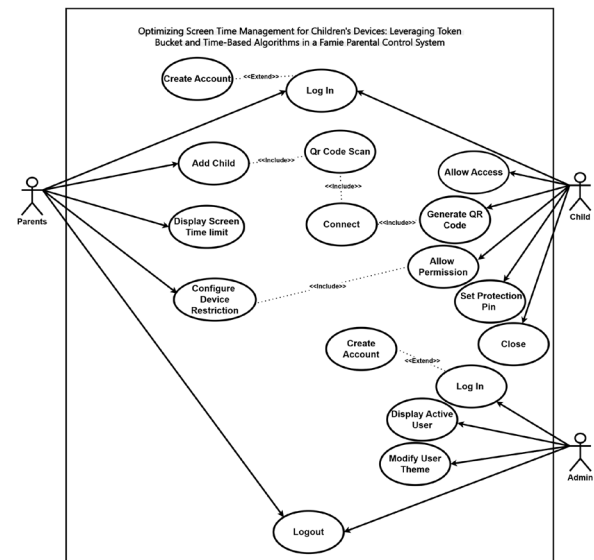 Optimizing Screen Time Management for Children's Devices: Leveraging Token
Bucket and Time-Based Algorithms in a Famie Parental Control System
Create Account
<<Extend>>
Log In
Add Child
<<Include>>
Qr Code Scan
<<Include>>
Connect
<<Include>>
Allow Access
Generate QR
Code
Parents
Child
Display Screen
Time limit
Allow
Permission
<<Include>>
Configure
Device
Restriction
Set Protection
Pin
Close
Create
Account
<<Extend>>
Log In
Display Active
User
Modify User
Theme
Admin
Logout